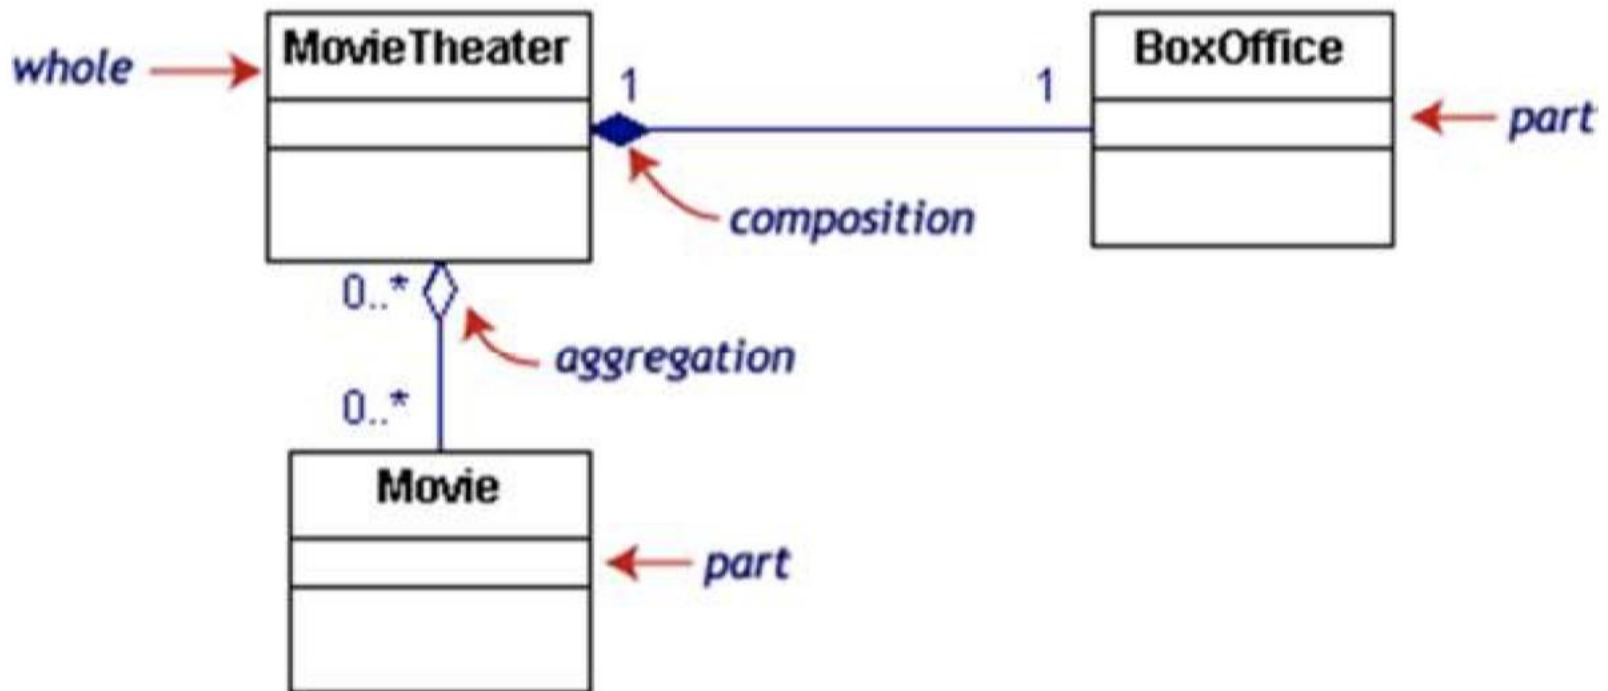 whole
MovieTheater
BoxOffice
1
1
part
composition
0..*
aggregation
0..*
Movie
part